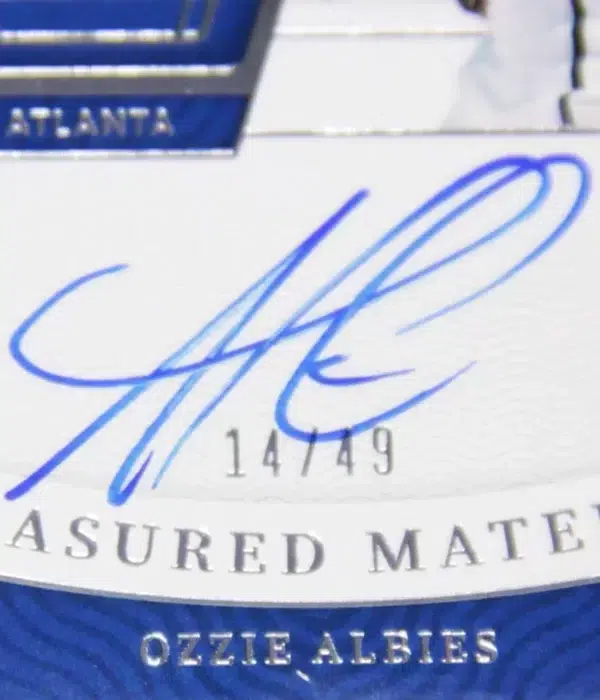 ATLANTA
14/49
ASURED MATE
OZZIE ALBIES